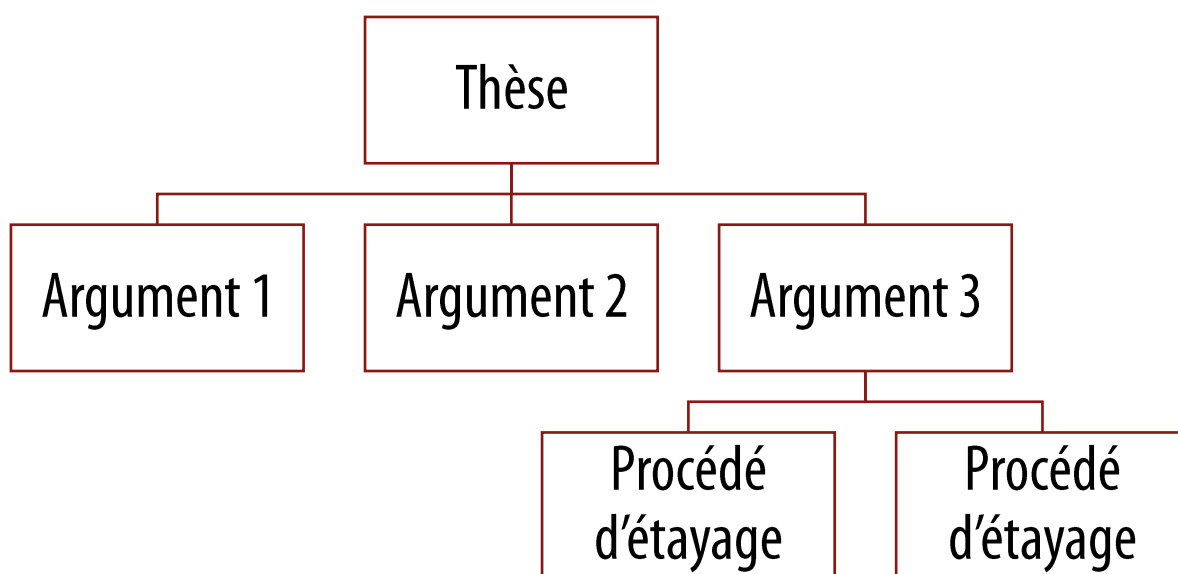 Thèse
Argument 1
Argument 2
Argument 3
Procédé
d’étayage
Procédé
d’étayage